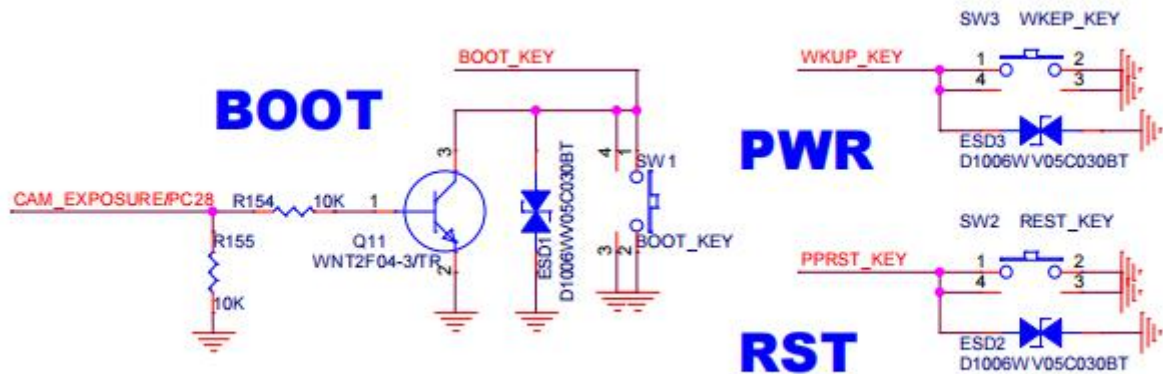 SW3 WKEP_KEY
BOOT_KEY
WKUP_KEY
1
2
4
3
BOOT
3
4
1
SW1
PWR
ESD3
D1006WV05C030BT
CAM_EXPOSURE/PC28
R154
10K
1
ESD1
D1006WV05C030BT
SW2 REST_KEY
R155
Q11
WNT2F04-3/TR
2
3
2
BOOT_KEY
PPRST_KEY
1
2
4
3
10K
RST
ESD2
D1006WV05C030BT